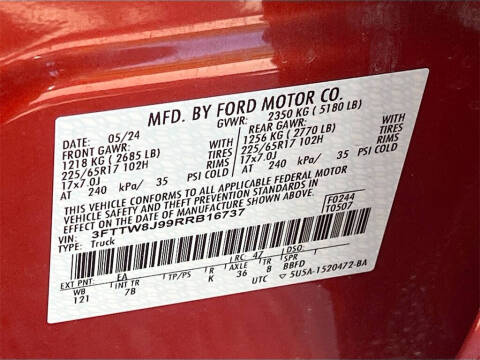 MFD. BY FORD MOTOR CO.
DATE: 05/24 GVWR: 2350 KG ( 5180 LB)
FRONT GAWR: WITH REAR GAWR: WITH
1218 KG ( 2685 LB) TIRES 1256 KG ( 2770 LB) TIRES
225/65R17 102H RIMS 225/65R17 102H RIMS
17x7.0J 17x7.0J
AT 240 kPa/ 35 PSI COLD AT 240 kPa/ 35 PSI COLD
THIS VEHICLE CONFORMS TO ALL APPLICABLE FEDERAL MOTOR
VEHICLE SAFETY AND THEFT PREVENTION STANDARDS IN
EFFECT ON THE DATE OF MANUFACTURE SHOWN ABOVE.
VIN: 3FTTW8J99RRB16737 F0244
TYPE: Truck T0507
EXT PNT: EA LRC: 47
WB INT TR TP/PS R AXLE TR SPR
121 7B K 36 8 BBFD
UTC 5U5A-1520472-BA